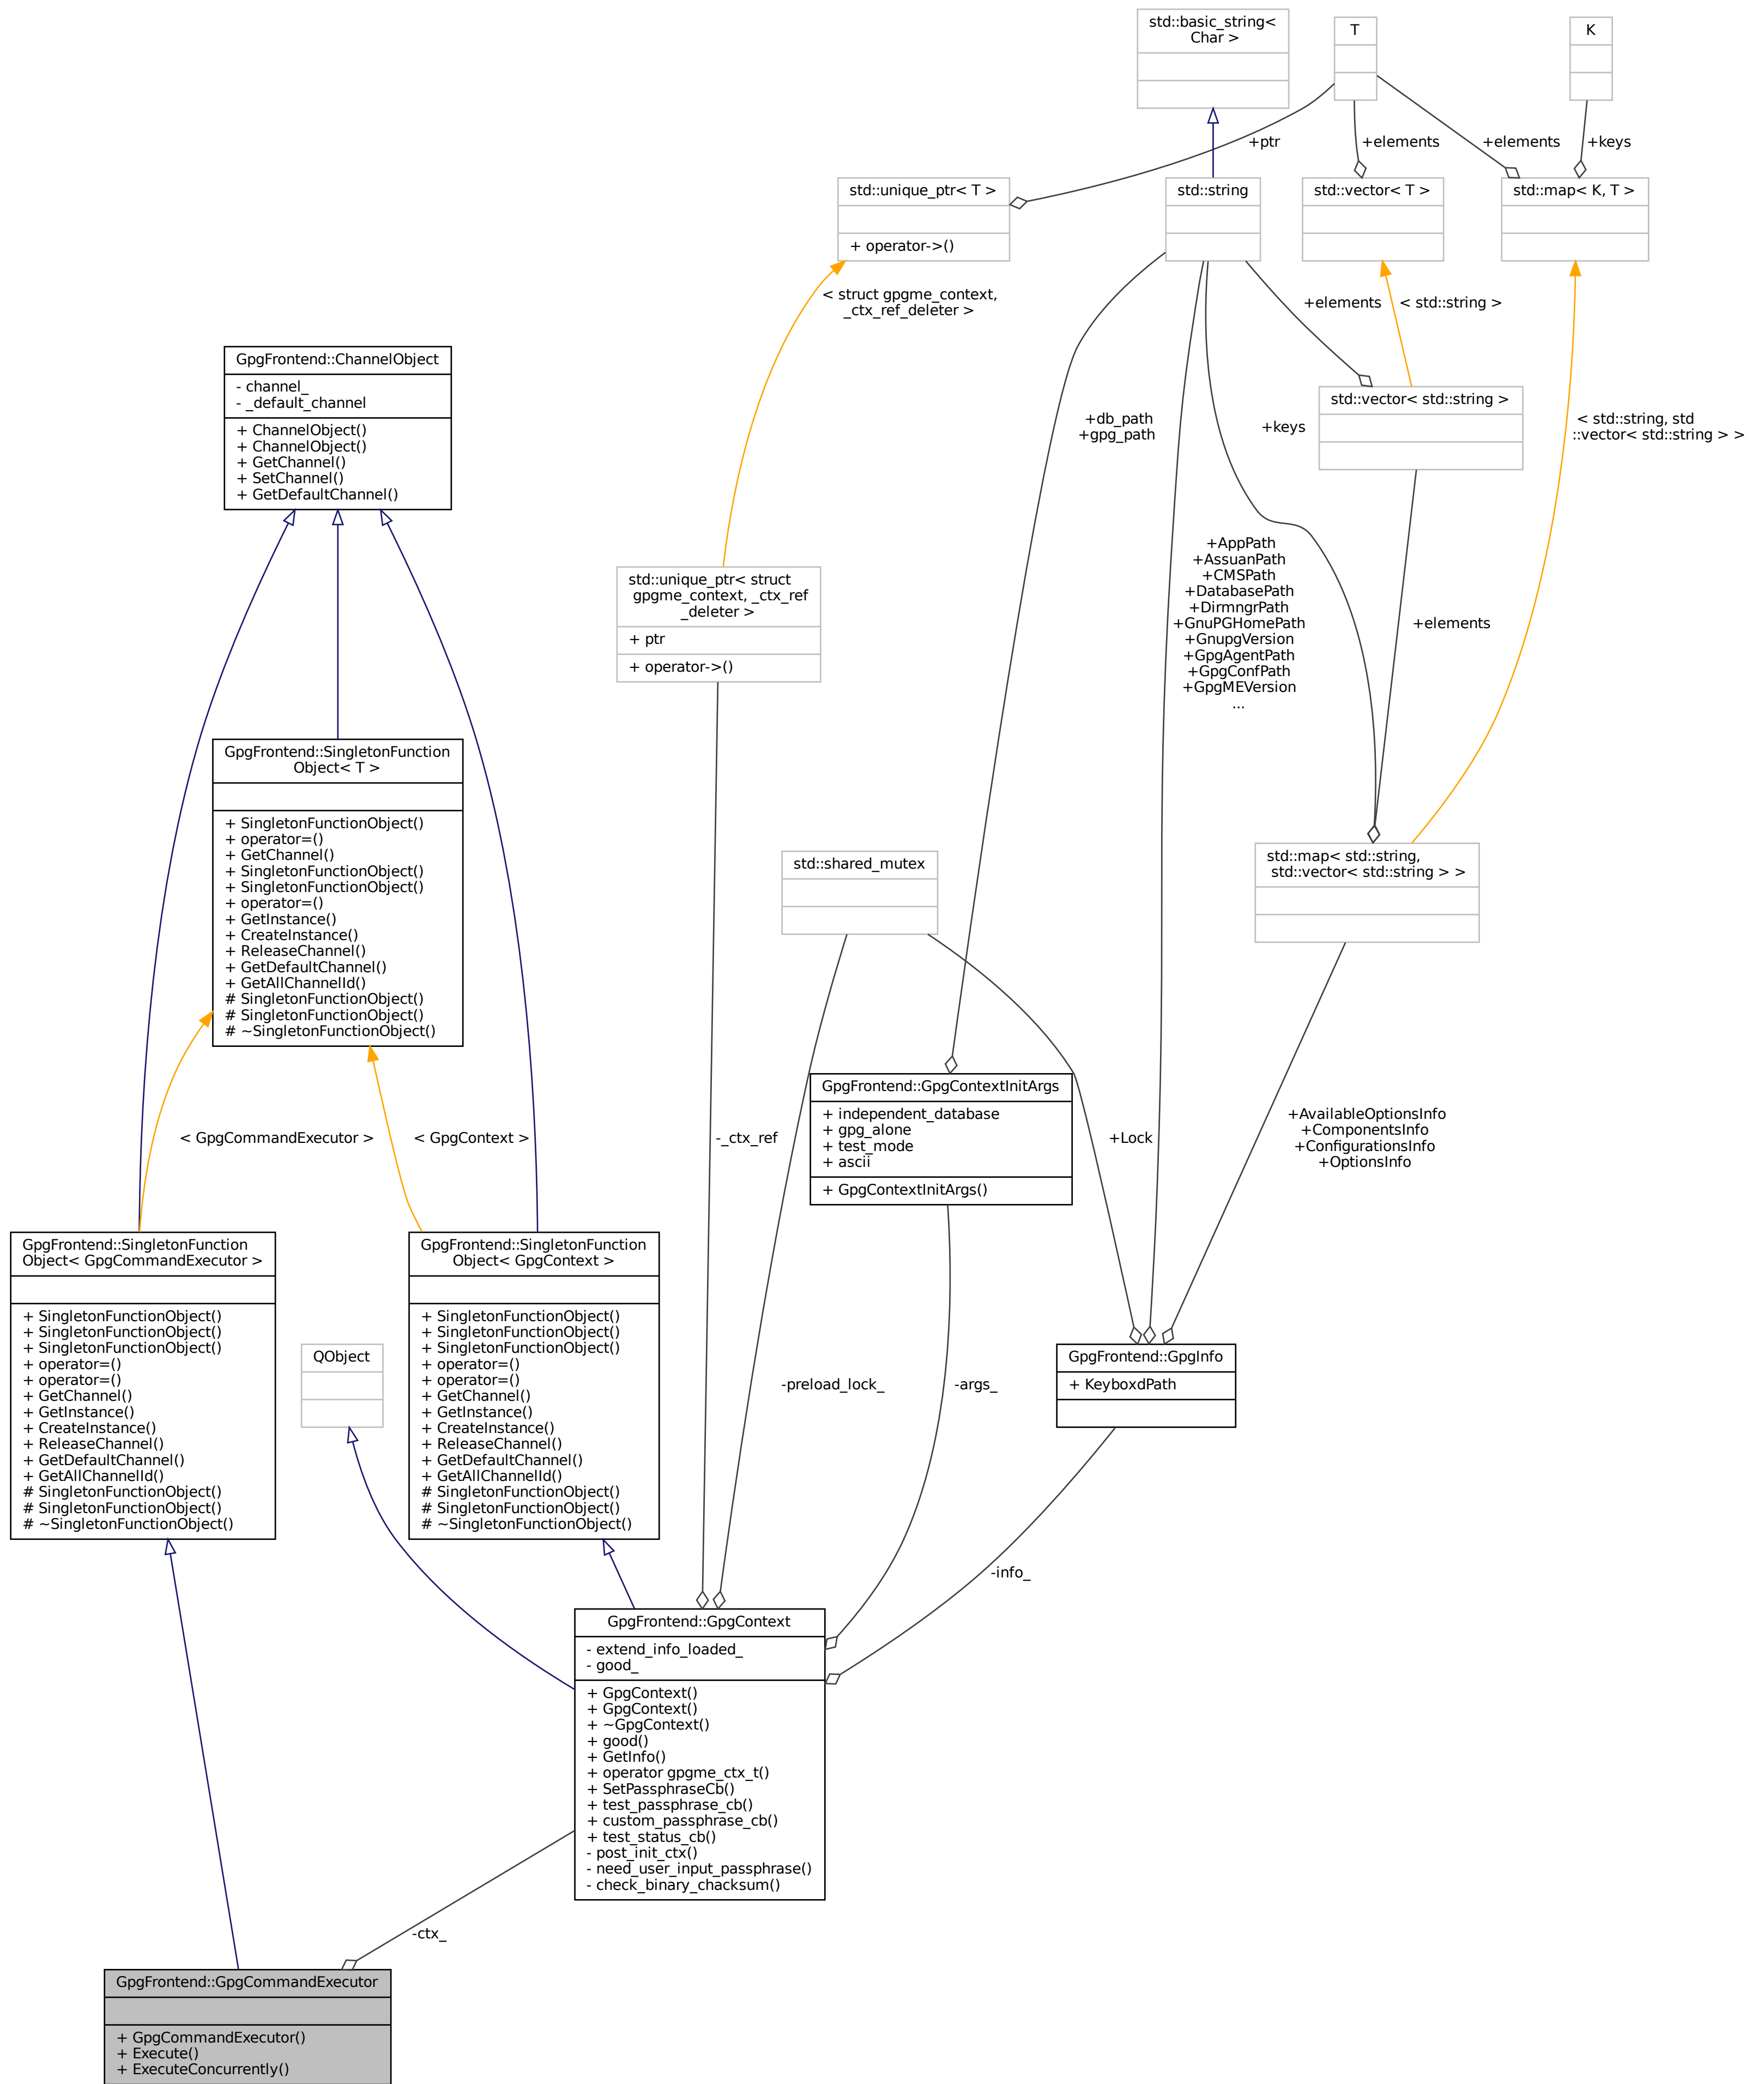 std::basic_string<
Char >
T
K
+ptr
+elements
+elements
+keys
std::unique_ptr< T >
+ operator->()
std::string
std::vector< T >
std::map< K, T >
< struct gpgme_context,
_ctx_ref_deleter >
+elements
< std::string >
GpgFrontend::ChannelObject
- channel_
- _default_channel
+ ChannelObject()
+ ChannelObject()
+ GetChannel()
+ SetChannel()
+ GetDefaultChannel()
+db_path
+gpg_path
+keys
std::vector< std::string >
< std::string, std
::vector< std::string > >
std::unique_ptr< struct
gpgme_context, _ctx_ref
_deleter >
+ ptr
+ operator->()
+AppPath
+AssuanPath
+CMSPath
+DatabasePath
+DirmngrPath
+GnuPGHomePath
+GnupgVersion
+GpgAgentPath
+GpgConfPath
+GpgMEVersion
...
+elements
GpgFrontend::SingletonFunction
Object< T >
+ SingletonFunctionObject()
+ operator=()
+ GetChannel()
+ SingletonFunctionObject()
+ SingletonFunctionObject()
+ operator=()
+ GetInstance()
+ CreateInstance()
+ ReleaseChannel()
+ GetDefaultChannel()
+ GetAllChannelId()
# SingletonFunctionObject()
# SingletonFunctionObject()
# ~SingletonFunctionObject()
std::shared_mutex
std::map< std::string,
std::vector< std::string > >
< GpgCommandExecutor >
< GpgContext >
-_ctx_ref
GpgFrontend::GpgContextInitArgs
+ independent_database
+ gpg_alone
+ test_mode
+ ascii
+ GpgContextInitArgs()
+Lock
+AvailableOptionsInfo
+ComponentsInfo
+ConfigurationsInfo
+OptionsInfo
GpgFrontend::SingletonFunction
Object< GpgCommandExecutor >
+ SingletonFunctionObject()
+ SingletonFunctionObject()
+ SingletonFunctionObject()
+ operator=()
+ operator=()
+ GetChannel()
+ GetInstance()
+ CreateInstance()
+ ReleaseChannel()
+ GetDefaultChannel()
+ GetAllChannelId()
# SingletonFunctionObject()
# SingletonFunctionObject()
# ~SingletonFunctionObject()
QObject
GpgFrontend::SingletonFunction
Object< GpgContext >
+ SingletonFunctionObject()
+ SingletonFunctionObject()
+ SingletonFunctionObject()
+ operator=()
+ operator=()
+ GetChannel()
+ GetInstance()
+ CreateInstance()
+ ReleaseChannel()
+ GetDefaultChannel()
+ GetAllChannelId()
# SingletonFunctionObject()
# SingletonFunctionObject()
# ~SingletonFunctionObject()
-preload_lock_
-args_
GpgFrontend::GpgInfo
+ KeyboxdPath
-info_
GpgFrontend::GpgContext
- extend_info_loaded_
- good_
+ GpgContext()
+ GpgContext()
+ ~GpgContext()
+ good()
+ GetInfo()
+ operator gpgme_ctx_t()
+ SetPassphraseCb()
+ test_passphrase_cb()
+ custom_passphrase_cb()
+ test_status_cb()
- post_init_ctx()
- need_user_input_passphrase()
- check_binary_chacksum()
-ctx_
GpgFrontend::GpgCommandExecutor
+ GpgCommandExecutor()
+ Execute()
+ ExecuteConcurrently()